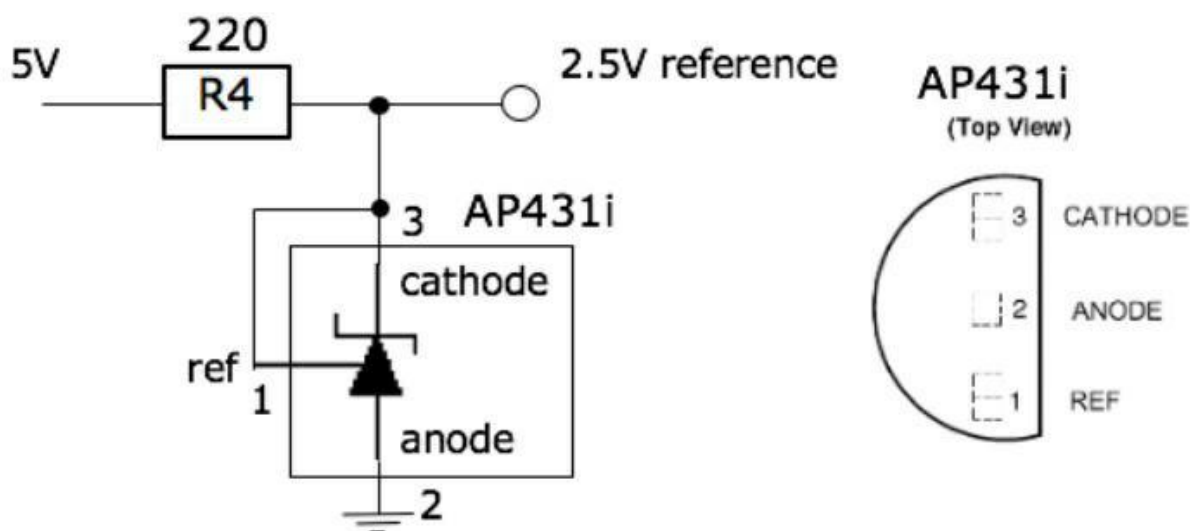 220
5V
R4
2.5V reference
3
AP431i
cathode
ref
1
anode
2
AP431i
(Top View)
3 CATHODE
2 ANODE
1 REF